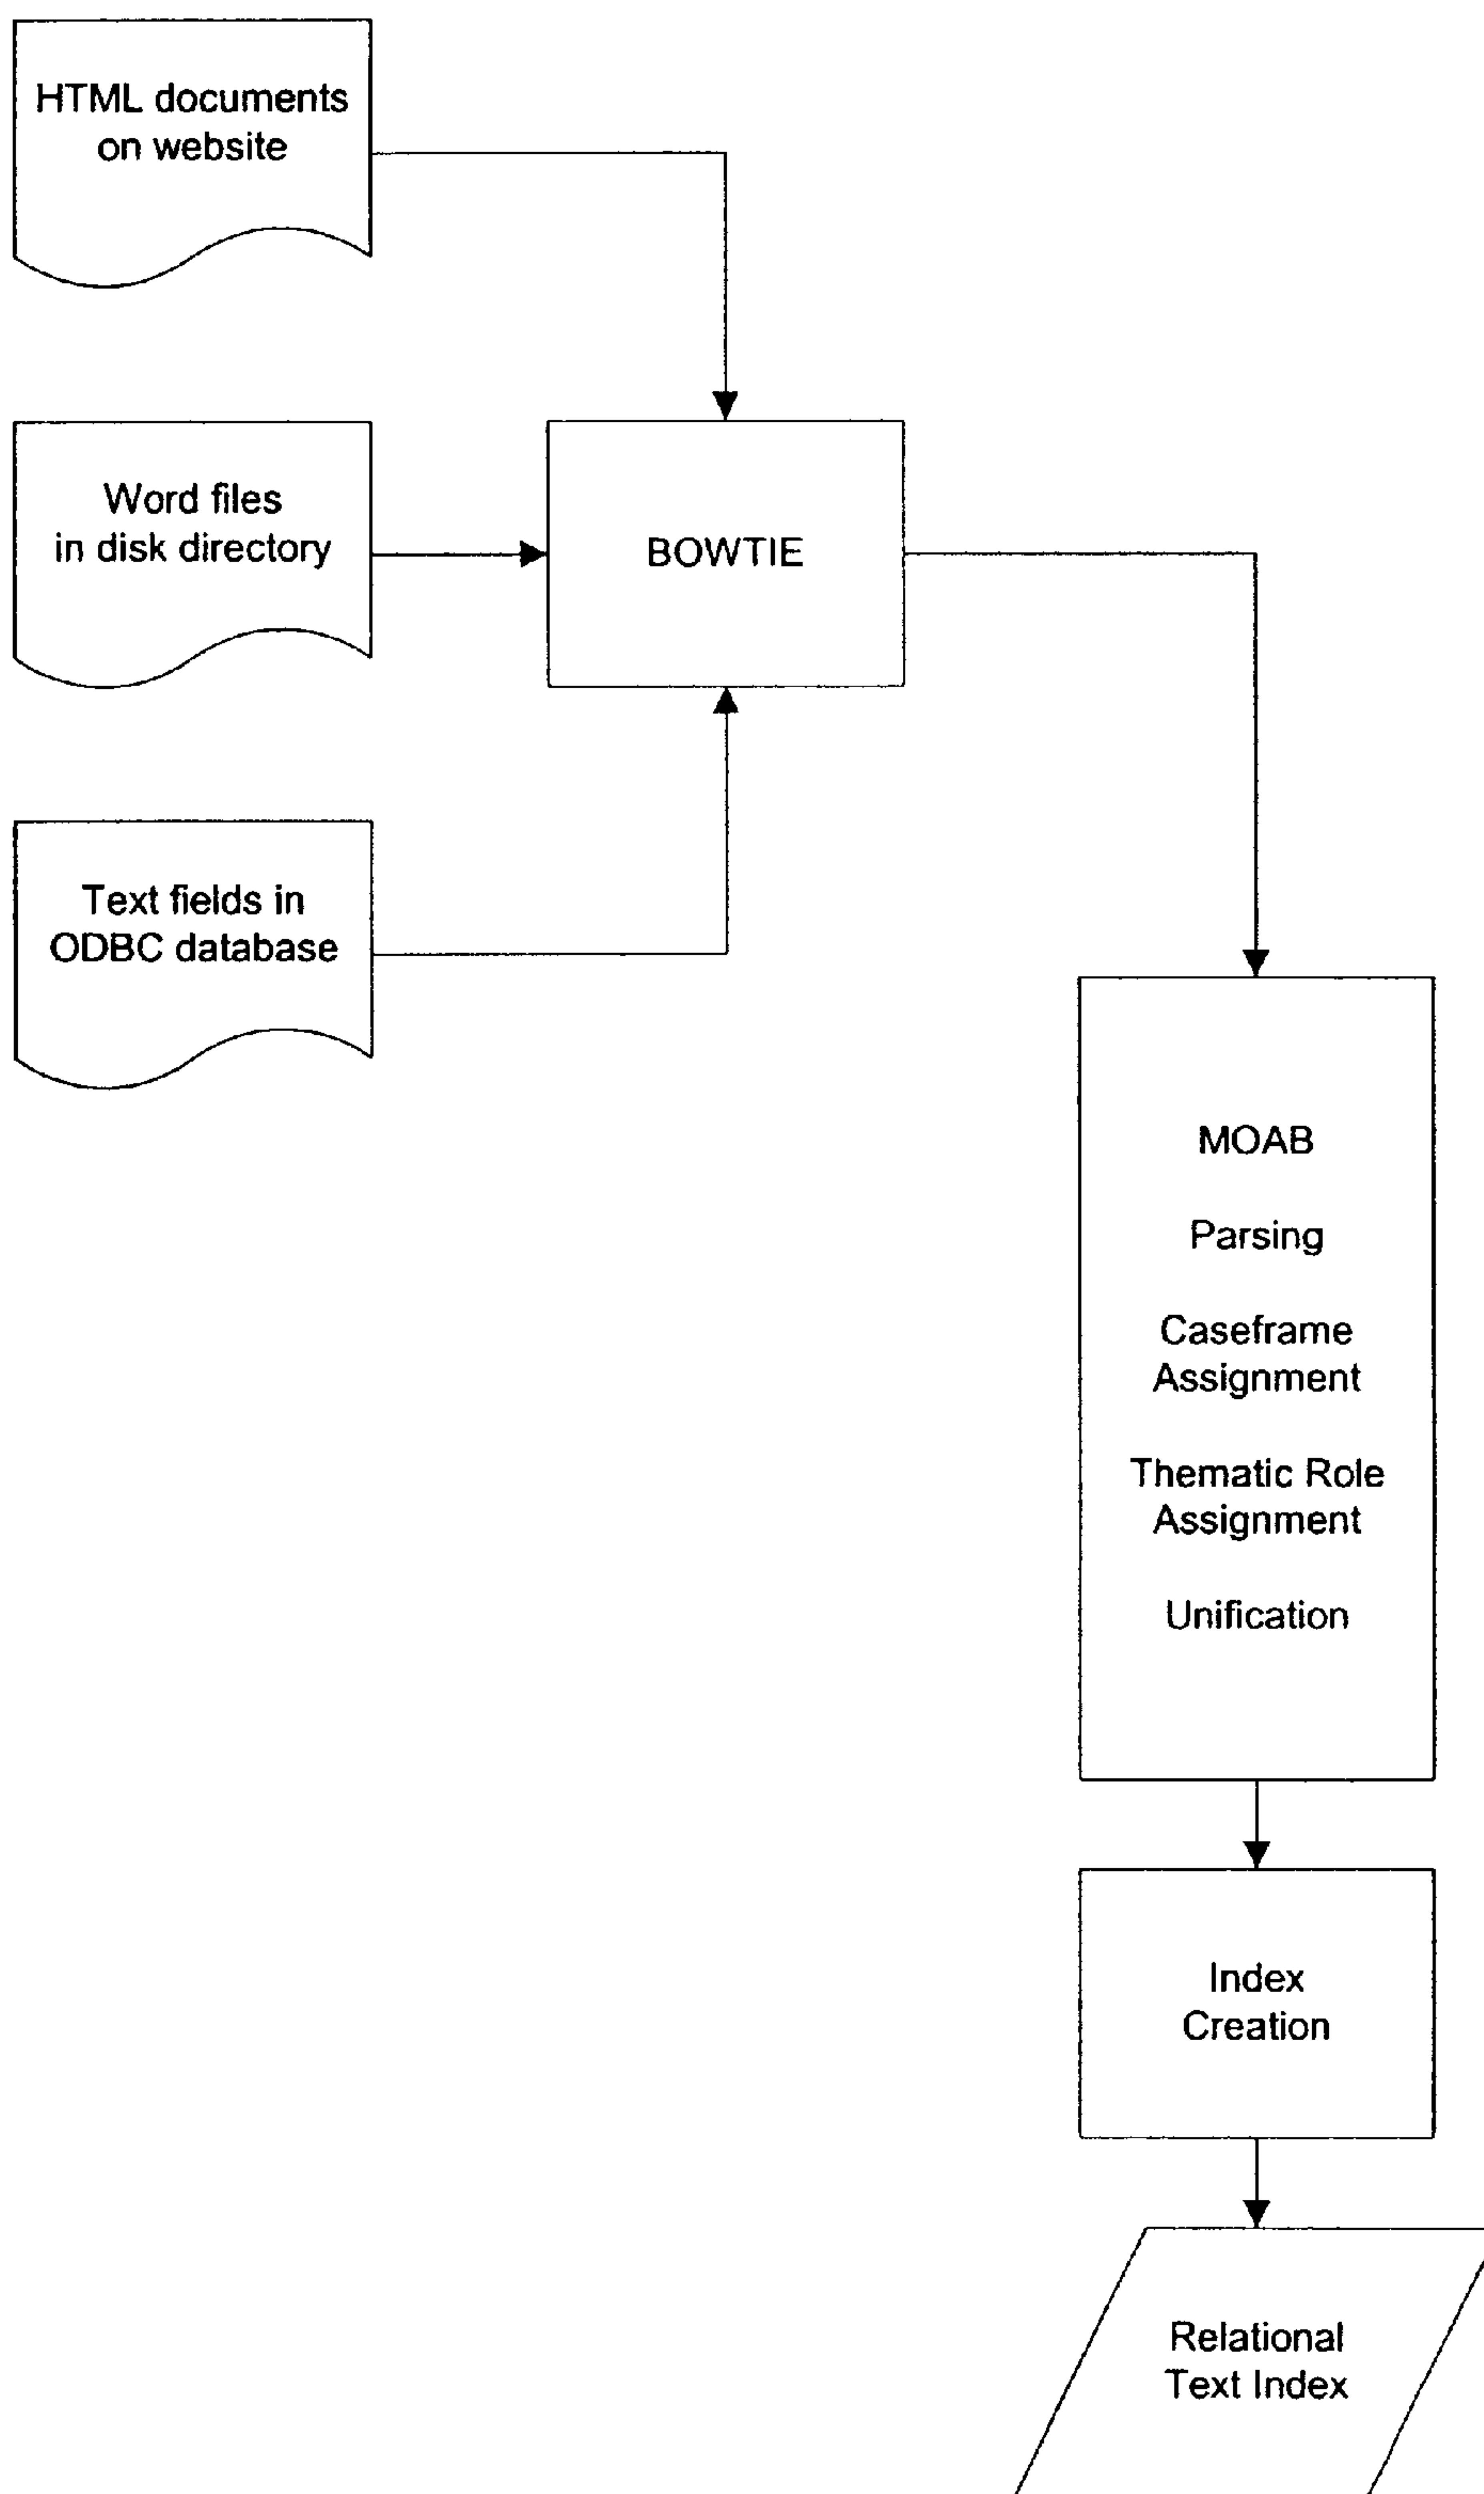 HTML documents
on website
Word files
in disk directory
BOWTIE
Text fields in
ODBC database
MOAB
Parsing
Caseframe
Assignment
Thematic Role
Assignment
Unification
Index
Creation
Relational
Text Index